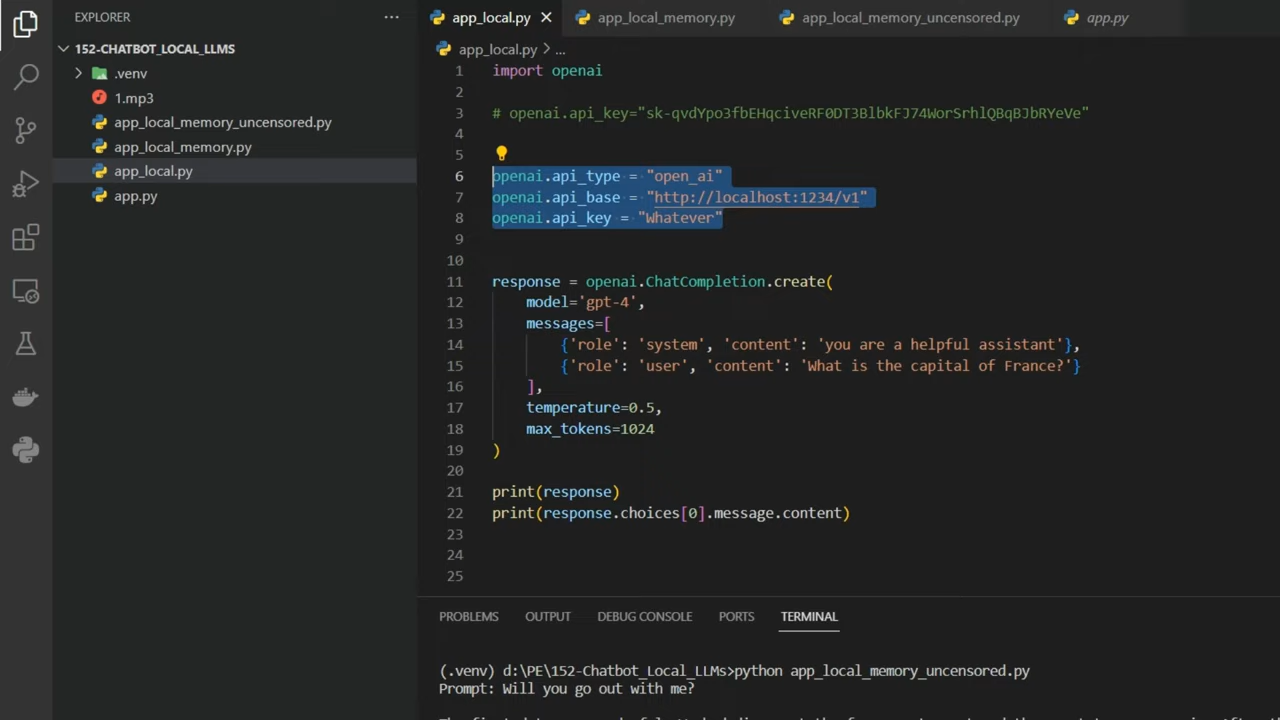 EXPLORER
···
152-CHATBOT_LOCAL_LLMS
.venv
1.mp3
app_local_memory_uncensored.py
app_local_memory.py
app_local.py
app.py
app_local.py
app_local_memory.py
app_local_memory_uncensored.py
app.py
app_local.py > ...
1 import openai
2
3 # openai.api_key="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"
4
5
6 openai.api_type = "open_ai"
7 openai.api_base = "http://localhost:1234/v1"
8 openai.api_key = "Whatever"
9
10
11 response = openai.ChatCompletion.create(
12 model='gpt-4',
13 messages=[
14 {'role': 'system', 'content': 'you are a helpful assistant'},
15 {'role': 'user', 'content': 'What is the capital of France?'}
16 ],
17 temperature=0.5,
18 max_tokens=1024
19 )
20
21 print(response)
22 print(response.choices[0].message.content)
23
24
25
PROBLEMS OUTPUT DEBUG CONSOLE PORTS TERMINAL
(.venv) d:\PE\152-Chatbot_Local_LLMs>python app_local_memory_uncensored.py
Prompt: Will you go out with me?